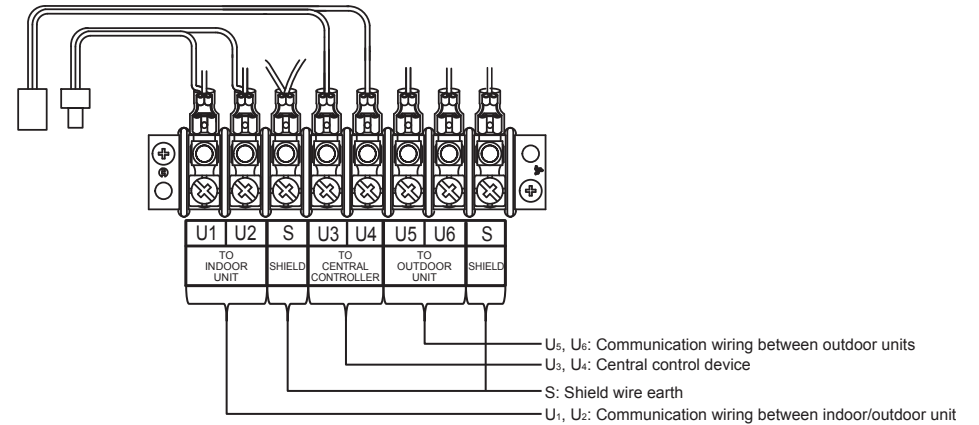 U1 U2 S U3 U4 U5 U6 S
TO
INDOOR
UNIT
SHIELD
TO
CENTRAL
CONTROLLER
TO
OUTDOOR
UNIT
SHIELD
U₅, U₆: Communication wiring between outdoor units
U₃, U₄: Central control device
S: Shield wire earth
U₁, U₂: Communication wiring between indoor/outdoor unit